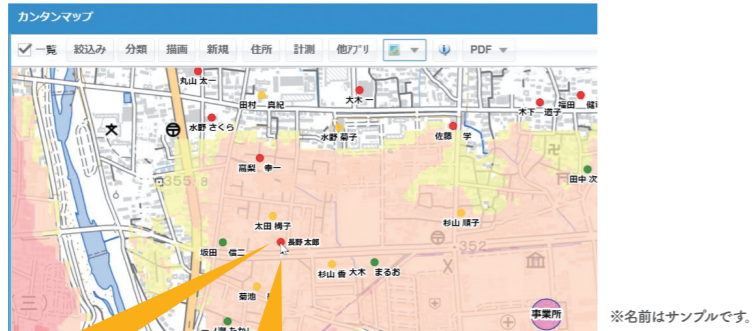 カンタンマップ
一覧 絞込み 分類 描画 新規 住所 計測 他ｱﾌﾟﾘ PDF
丸山 太一
田村 真紀
大木 一
木下 道子
福田
水野 さくら
水野 菊子
佐藤 学
高梨 幸一
355.8
田中 次
太田 梅子
杉山 順子
長野 太郎
坂田 信二
352
杉山 香
大木 まるお
菊池
事業所
※名前はサンプルです。